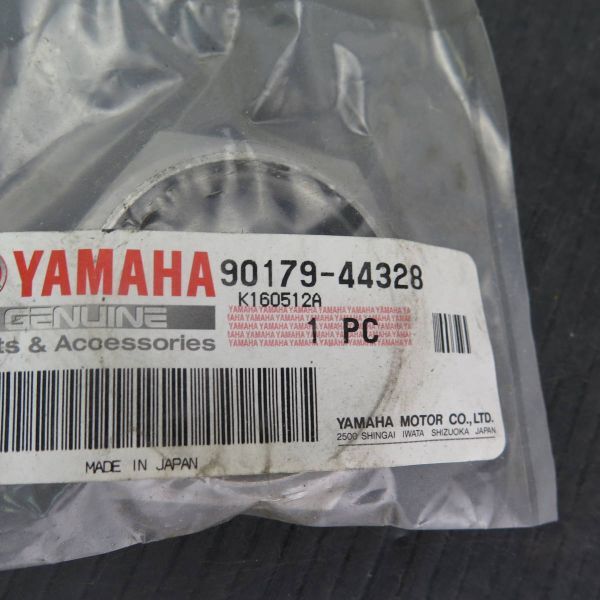 YAMAHA 90179-44328
K160512A
GENUINE
ts & Accessories
1 PC
YAMAHA MOTOR CO., LTD.
2500 SHINGAI IWATA SHIZUOKA JAPAN
MADE IN JAPAN